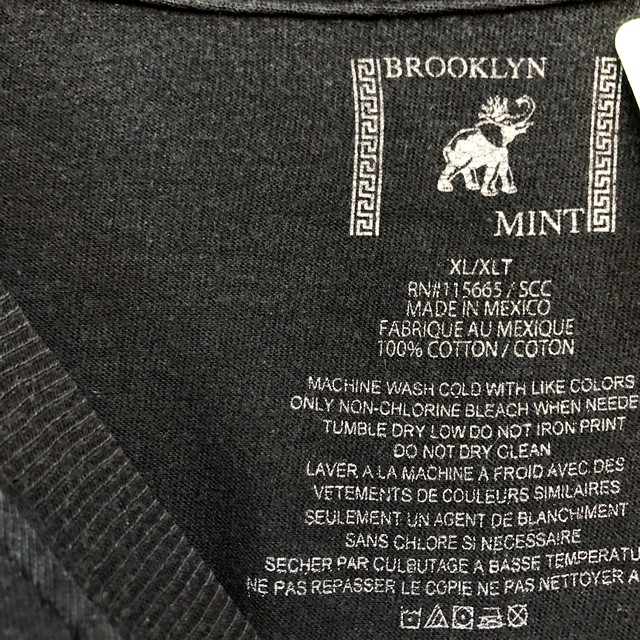 BROOKLYN
MINT
XL/XLT
RN#115665 / SCC
MADE IN MEXICO
FABRIQUE AU MEXIQUE
100% COTTON / COTON
MACHINE WASH COLD WITH LIKE COLORS
ONLY NON-CHLORINE BLEACH WHEN NEEDE
TUMBLE DRY LOW DO NOT IRON PRINT
DO NOT DRY CLEAN
LAVER A LA MACHINE A FROID AVEC DES
VETEMENTS DE COULEURS SIMILAIRES
SEULEMENT UN AGENT DE BLANCHIMENT
SANS CHLORE SI NECESSAIRE
SECHER PAR CULBUTAGE A BASSE TEMPERATU
NE PAS REPASSER LE COPIE NE PAS NETTOYER A